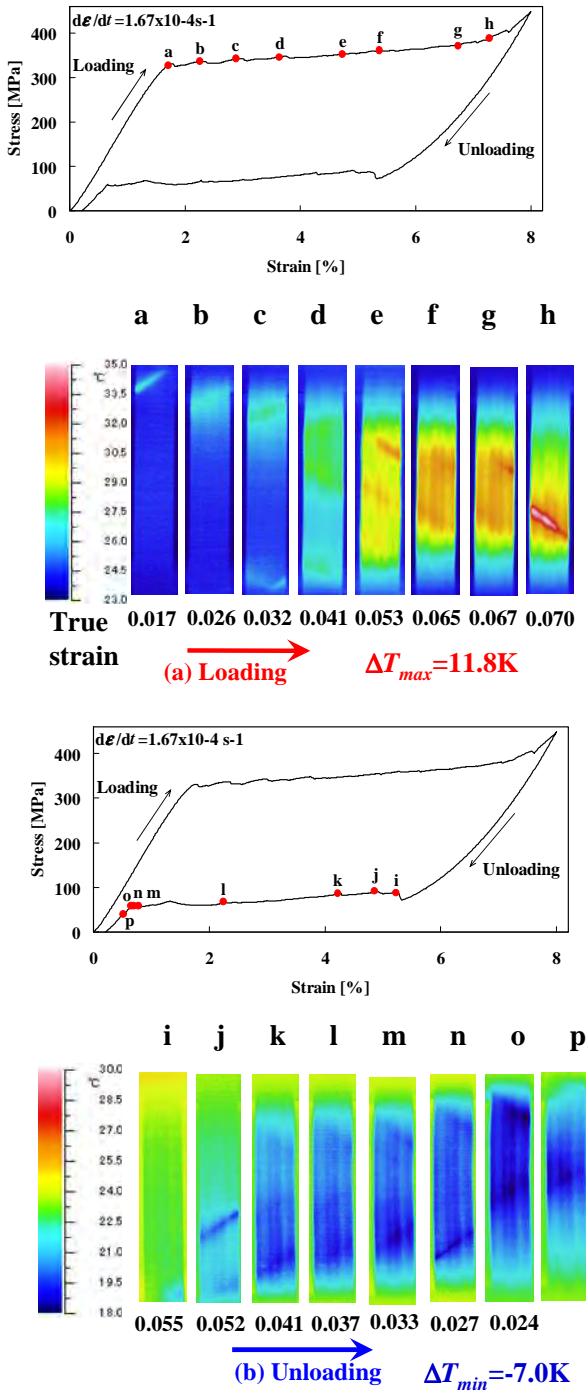 dε/dt=1.67x10-4s-1
400
300
200
100
0
Stress [MPa]
Loading
Unloading
a b c d e f g h
0 2 4 6 8
Strain [%]
a b c d e f g h
35.0
℃
33.5
32.0
30.5
29.0
27.5
26.0
24.5
23.0
True strain
0.017 0.026 0.032 0.041 0.053 0.065 0.067 0.070
(a) Loading ΔTmax=11.8K
dε/dt=1.67x10-4 s-1
400
300
200
100
0
Stress [MPa]
Loading
Unloading
o n m l k j i
p
0 2 4 6 8
Strain [%]
i j k l m n o p
30.0
℃
28.5
27.0
25.5
24.0
22.5
21.0
19.5
18.0
0.055 0.052 0.041 0.037 0.033 0.027 0.024
(b) Unloading ΔTmin=-7.0K